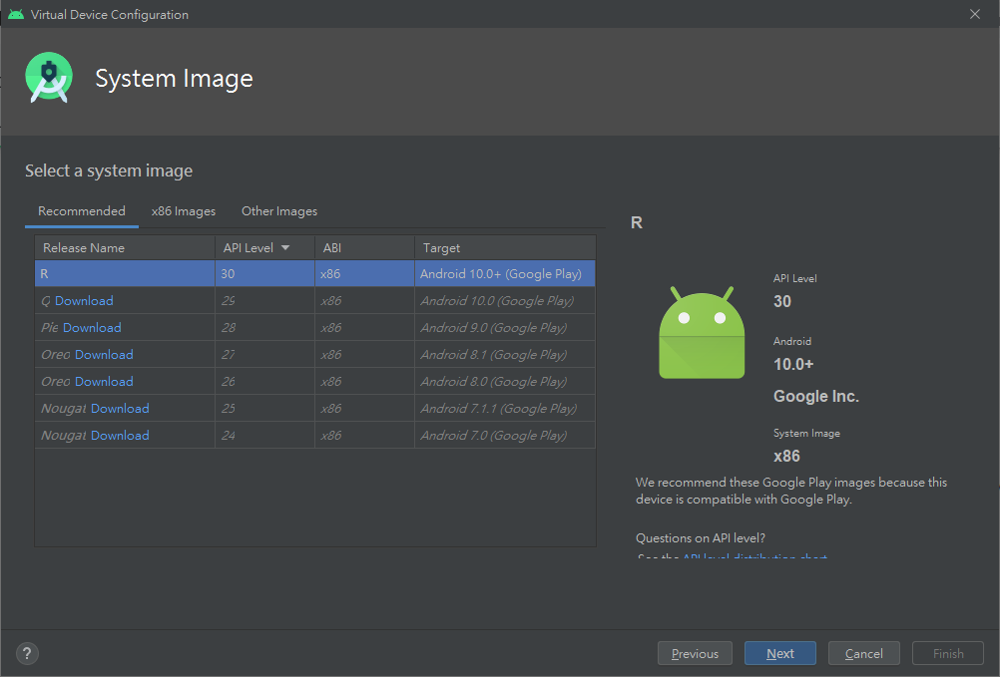 Virtual Device Configuration
System Image
Select a system image
Recommended x86 Images Other Images
Release Name API Level ABI Target
R 30 x86 Android 10.0+ (Google Play)
Q Download 29 x86 Android 10.0 (Google Play)
Pie Download 28 x86 Android 9.0 (Google Play)
Oreo Download 27 x86 Android 8.1 (Google Play)
Oreo Download 26 x86 Android 8.0 (Google Play)
Nougat Download 25 x86 Android 7.1.1 (Google Play)
Nougat Download 24 x86 Android 7.0 (Google Play)
R
API Level
30
Android
10.0+
Google Inc.
System Image
x86
We recommend these Google Play images because this
device is compatible with Google Play.
Questions on API level?
See the API level distribution chart
?
Previous Next Cancel Finish